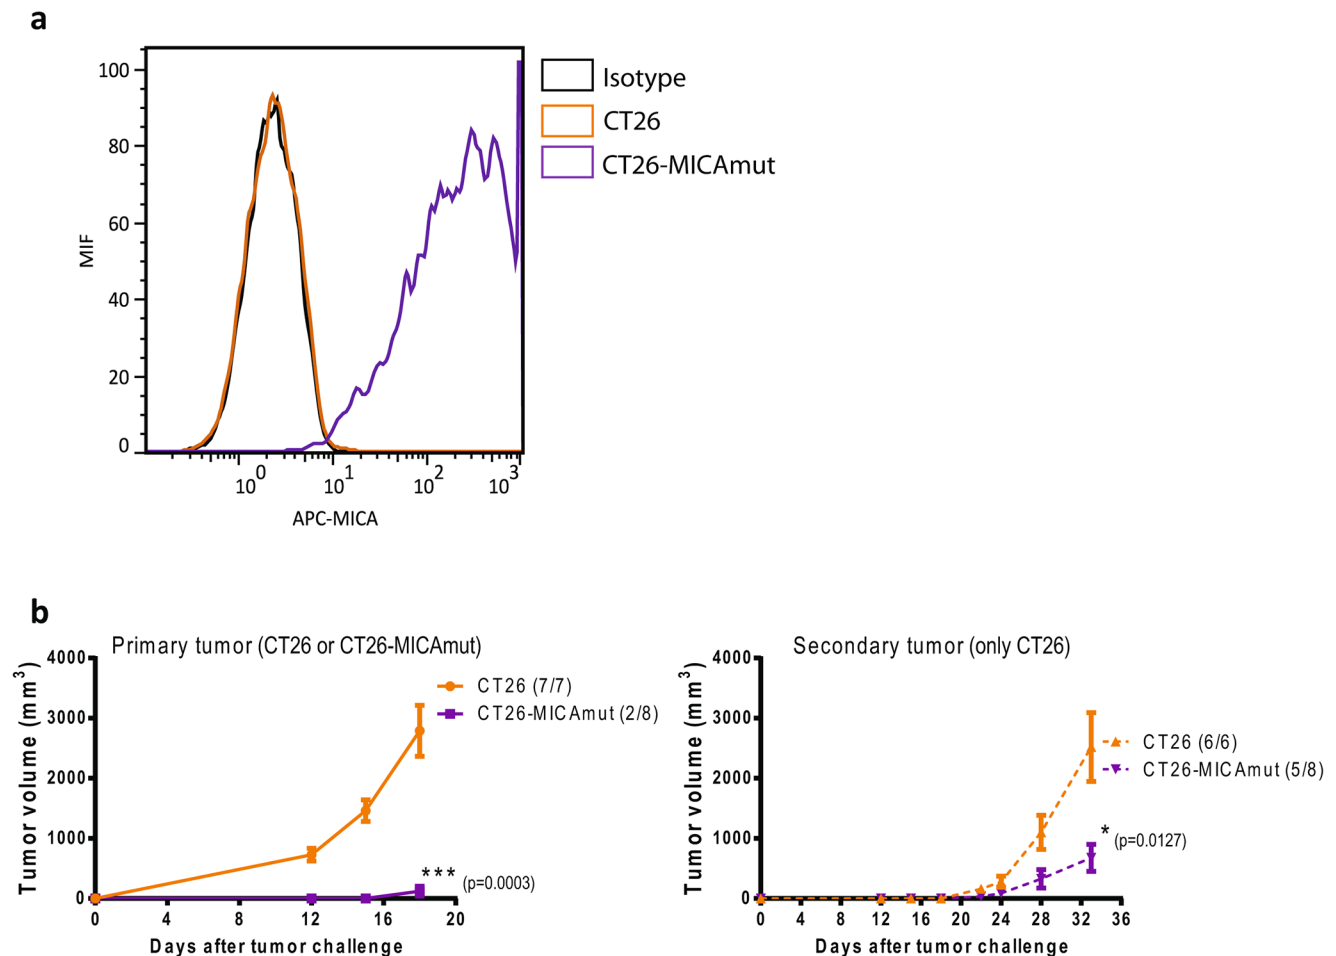 a
100
80
60
40
20
0
MIF
10^0 10^1 10^2 10^3
APC-MICA
Isotype
CT26
CT26-MICAmut
b
Primary tumor (CT26 or CT26-MICAmut)
4000
3000
2000
1000
0
Tumor volume (mm^3)
CT26 (7/7)
CT26-MICAmut (2/8)
*** (p=0.0003)
0 4 8 12 16 20
Days after tumor challenge
Secondary tumor (only CT26)
4000
3000
2000
1000
0
Tumor volume (mm^3)
CT26 (6/6)
CT26-MICAmut (5/8)
* (p=0.0127)
0 4 8 12 16 20 24 28 32 36
Days after tumor challenge